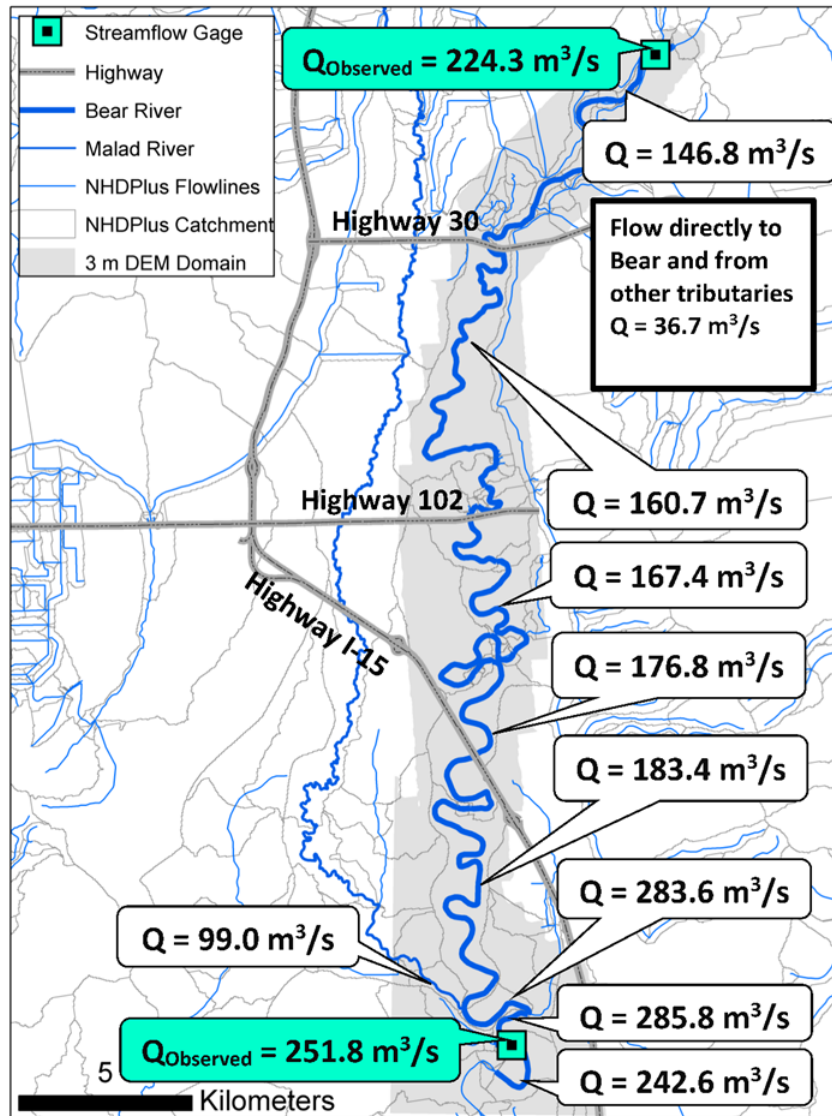 Streamflow Gage
Highway
Bear River
Malad River
NHDPlus Flowlines
NHDPlus Catchment
3 m DEM Domain
QObserved = 224.3 m³/s
Q = 146.8 m³/s
Highway 30
Flow directly to
Bear and from
other tributaries
Q = 36.7 m³/s
Highway 102
Q = 160.7 m³/s
Q = 167.4 m³/s
Highway I-15
Q = 176.8 m³/s
Q = 183.4 m³/s
Q = 283.6 m³/s
Q = 99.0 m³/s
Q = 285.8 m³/s
QObserved = 251.8 m³/s
Q = 242.6 m³/s
5
Kilometers